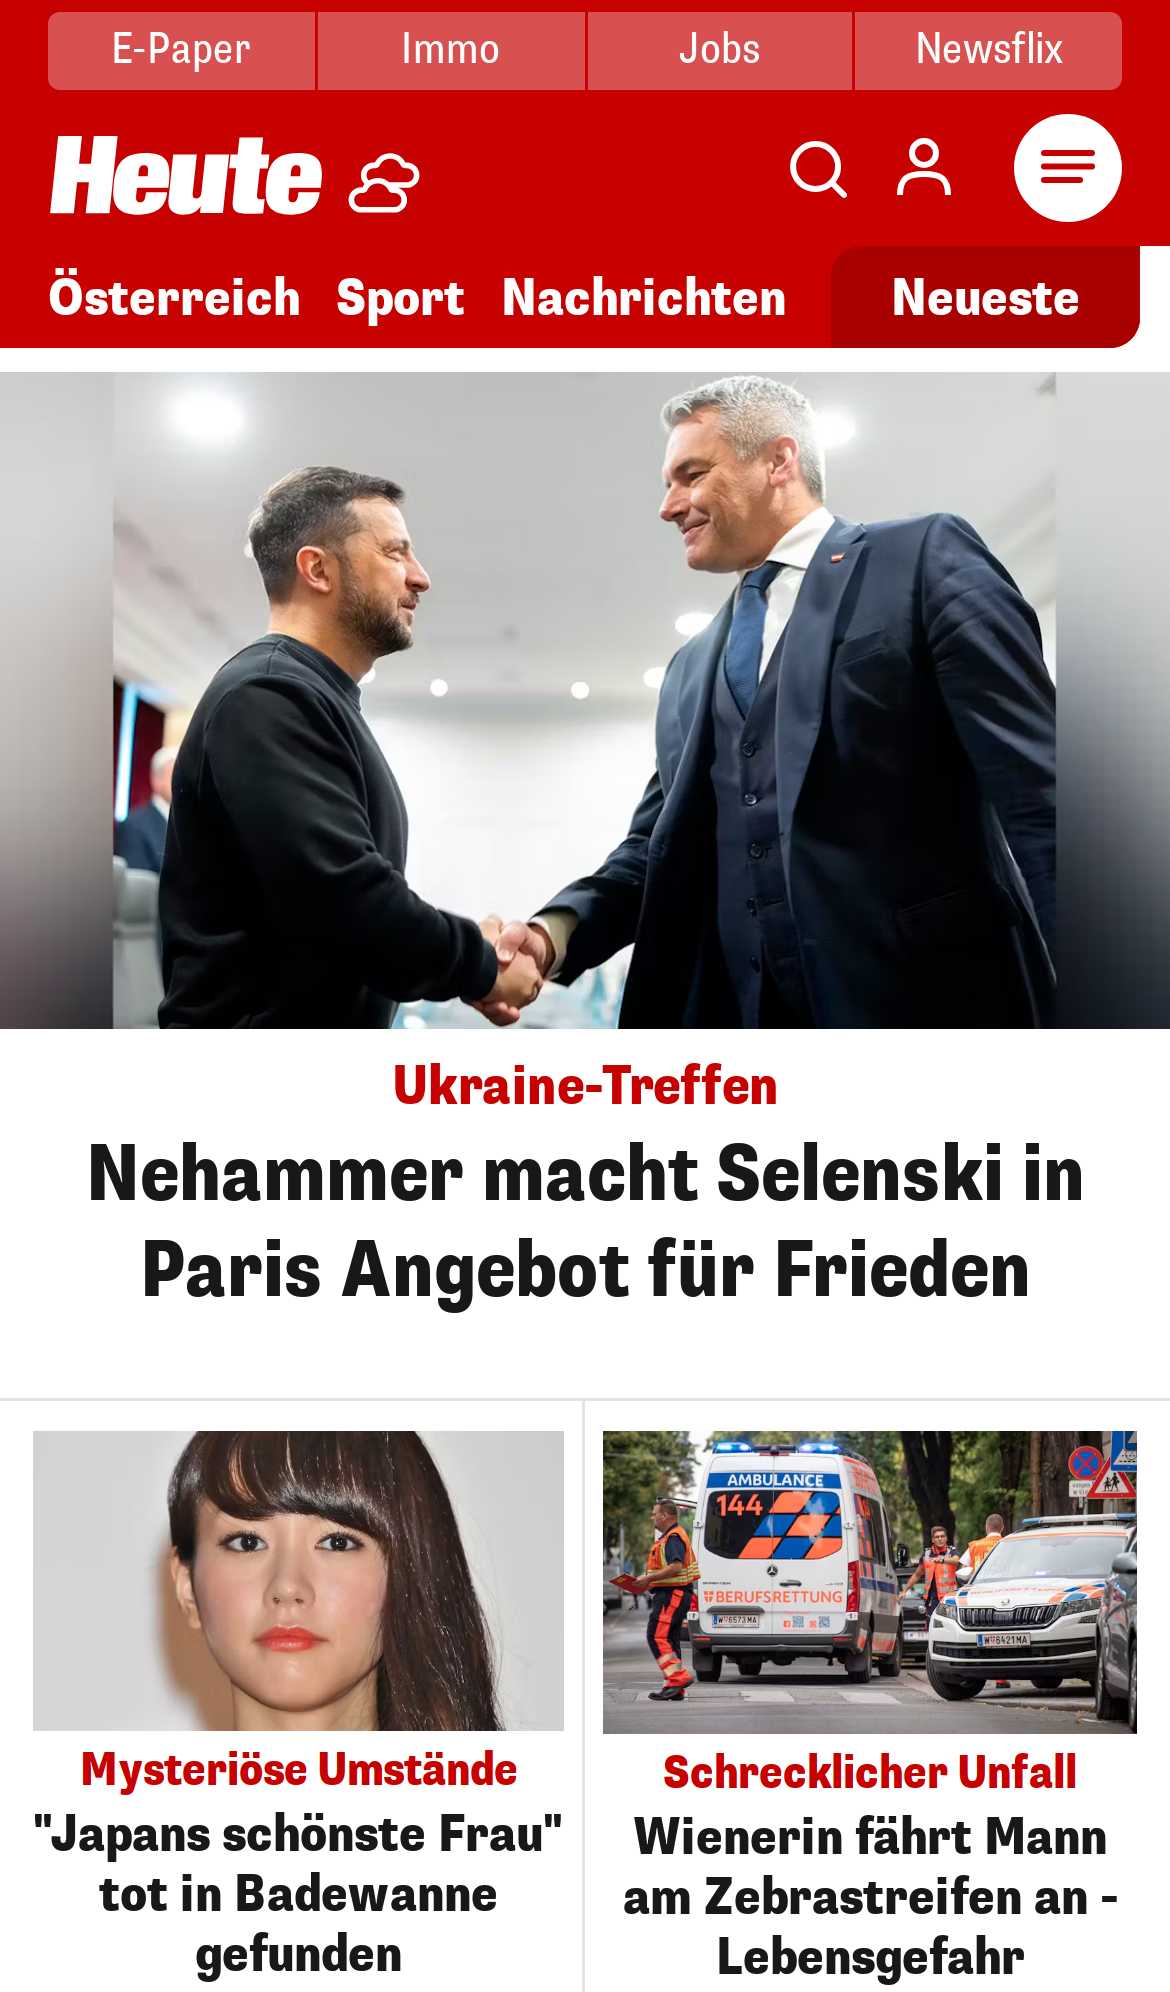 E-Paper
Immo
Jobs
Newsflix
Heute
Österreich
Sport
Nachrichten
Neueste
Ukraine-Treffen
Nehammer macht Selenski in
Paris Angebot für Frieden
AMBULANCE
144
BERUFSRETTUNG
Mysteriöse Umstände
"Japans schönste Frau"
tot in Badewanne
gefunden
Schrecklicher Unfall
Wienerin fährt Mann
am Zebrastreifen an -
Lebensgefahr